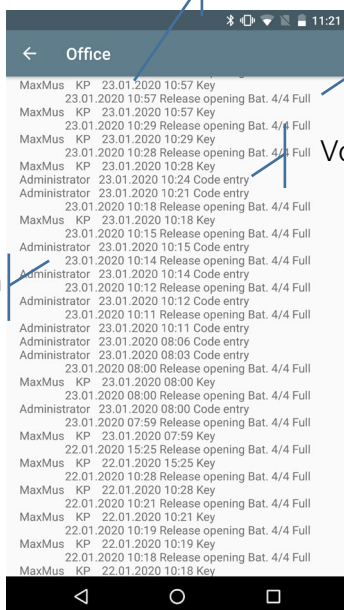 11:21
Office
MaxMus KP 23.01.2020 10:57 Key
23.01.2020 10:57 Release opening Bat. 4/4 Full
MaxMus KP 23.01.2020 10:57 Key
23.01.2020 10:29 Release opening Bat. 4/4 Full
MaxMus KP 23.01.2020 10:29 Key
23.01.2020 10:28 Release opening Bat. 4/4 Full
MaxMus KP 23.01.2020 10:28 Key
Administrator 23.01.2020 10:24 Code entry
Administrator 23.01.2020 10:21 Code entry
23.01.2020 10:18 Release opening Bat. 4/4 Full
MaxMus KP 23.01.2020 10:18 Key
23.01.2020 10:15 Release opening Bat. 4/4 Full
Administrator 23.01.2020 10:15 Code entry
23.01.2020 10:14 Release opening Bat. 4/4 Full
Administrator 23.01.2020 10:14 Code entry
23.01.2020 10:12 Release opening Bat. 4/4 Full
Administrator 23.01.2020 10:12 Code entry
23.01.2020 10:11 Release opening Bat. 4/4 Full
Administrator 23.01.2020 10:11 Code entry
Administrator 23.01.2020 08:06 Code entry
Administrator 23.01.2020 08:03 Code entry
23.01.2020 08:00 Release opening Bat. 4/4 Full
MaxMus KP 23.01.2020 08:00 Key
23.01.2020 08:00 Release opening Bat. 4/4 Full
Administrator 23.01.2020 08:00 Code entry
23.01.2020 07:59 Release opening Bat. 4/4 Full
MaxMus KP 23.01.2020 07:59 Key
22.01.2020 15:25 Release opening Bat. 4/4 Full
MaxMus KP 22.01.2020 15:25 Key
22.01.2020 10:28 Release opening Bat. 4/4 Full
MaxMus KP 22.01.2020 10:28 Key
22.01.2020 10:21 Release opening Bat. 4/4 Full
MaxMus KP 22.01.2020 10:21 Key
22.01.2020 10:19 Release opening Bat. 4/4 Full
MaxMus KP 22.01.2020 10:19 Key
22.01.2020 10:18 Release opening Bat. 4/4 Full
MaxMus KP 22.01.2020 10:18 Key